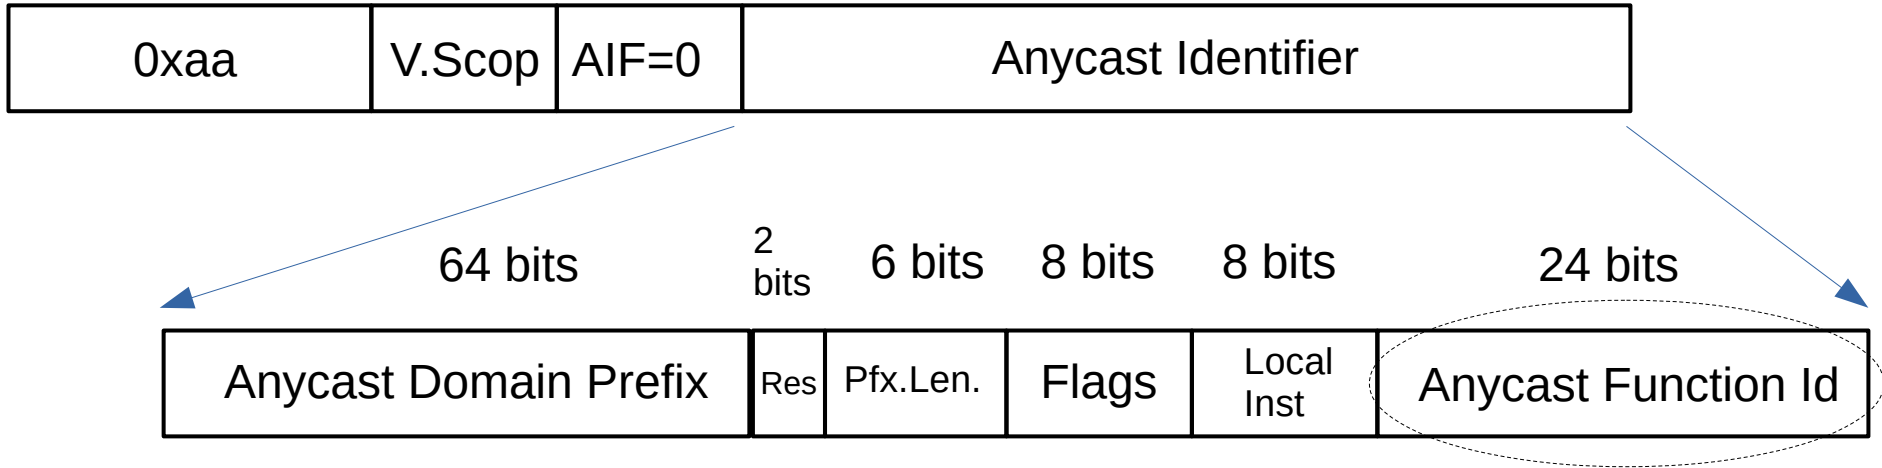 0xaa V.Scop AIF=0 Anycast Identifier
64 bits 2 bits 6 bits 8 bits 8 bits 24 bits
Anycast Domain Prefix Res Pfx.Len. Flags Local Inst Anycast Function Id